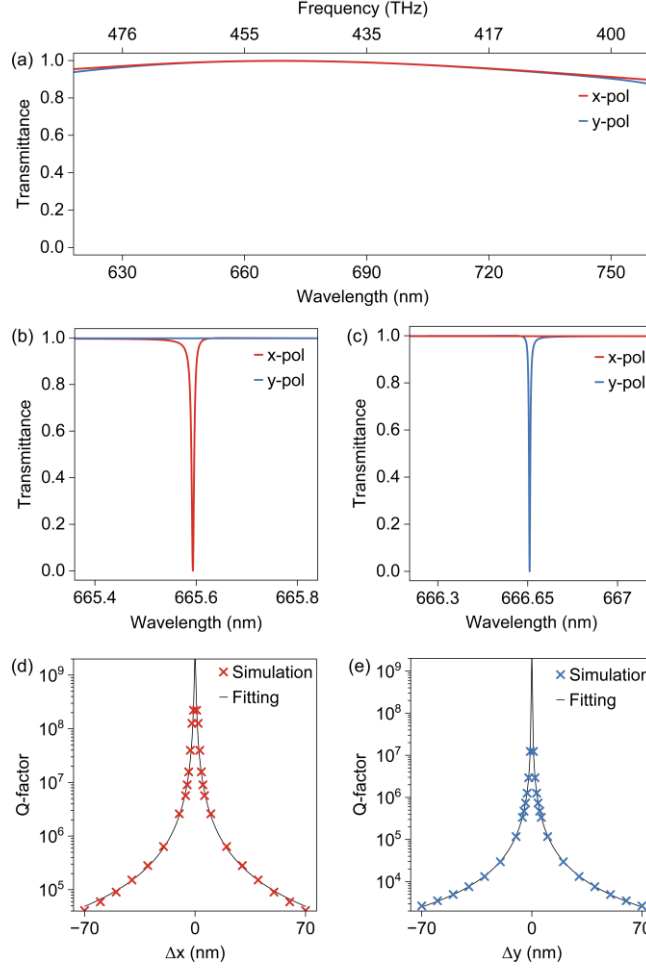 Frequency (THz)
476 455 435 417 400
(a)
1.0
0.8
0.6
0.4
0.2
0.0
Transmittance
x-pol
y-pol
630 660 690 720 750
Wavelength (nm)
(b)
1.0
0.8
0.6
0.4
0.2
0.0
Transmittance
x-pol
y-pol
665.4 665.6 665.8
Wavelength (nm)
(c)
1.0
0.8
0.6
0.4
0.2
0.0
Transmittance
x-pol
y-pol
666.3 666.65 667
Wavelength (nm)
(d)
10⁹
10⁸
10⁷
10⁶
10⁵
Q-factor
Simulation
Fitting
−70 0 70
Δx (nm)
(e)
10⁹
10⁸
10⁷
10⁶
10⁵
10⁴
Q-factor
Simulation
Fitting
−70 0 70
Δy (nm)